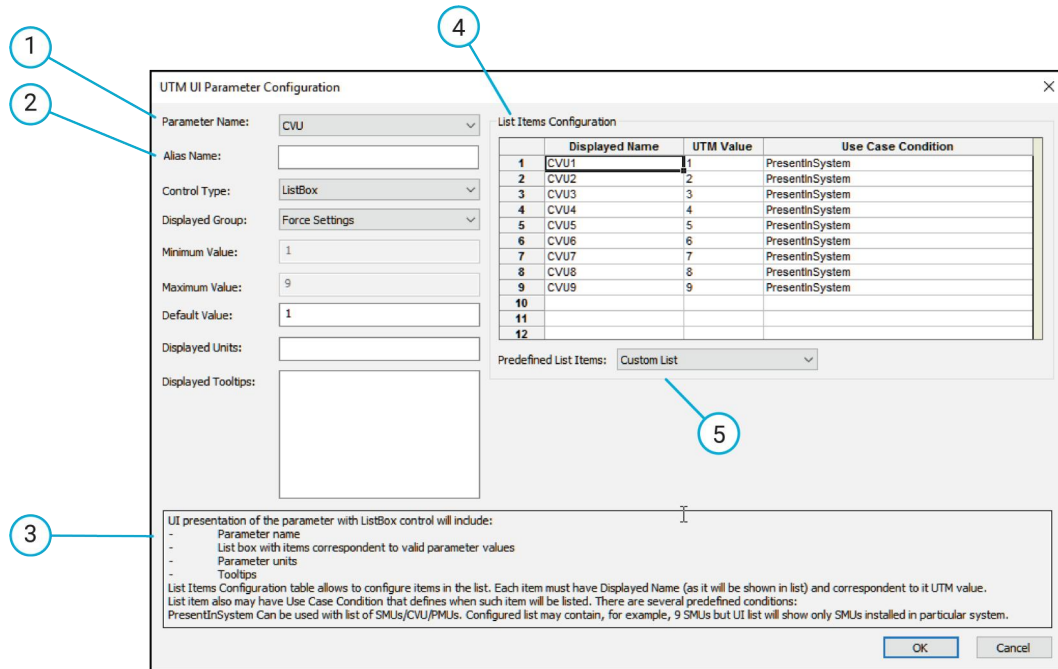 1
2
4
UTM UI Parameter Configuration
Parameter Name: CVU
Alias Name:
Control Type: ListBox
Displayed Group: Force Settings
Minimum Value: 1
Maximum Value: 9
Default Value: 1
Displayed Units:
Displayed Tooltips:
List Items Configuration
Displayed Name UTM Value Use Case Condition
1 CVU1 1 PresentInSystem
2 CVU2 2 PresentInSystem
3 CVU3 3 PresentInSystem
4 CVU4 4 PresentInSystem
5 CVU5 5 PresentInSystem
6 CVU6 6 PresentInSystem
7 CVU7 7 PresentInSystem
8 CVU8 8 PresentInSystem
9 CVU9 9 PresentInSystem
10
11
12
Predefined List Items: Custom List
5
3
UI presentation of the parameter with ListBox control will include:
- Parameter name
- List box with items correspondent to valid parameter values
- Parameter units
- Tooltips
List Items Configuration table allows to configure items in the list. Each item must have Displayed Name (as it will be shown in list) and correspondent to it UTM value.
List item also may have Use Case Condition that defines when such item will be listed. There are several predefined conditions:
PresentInSystem Can be used with list of SMUs/CVU/PMUs. Configured list may contain, for example, 9 SMUs but UI list will show only SMUs installed in particular system.
OK Cancel